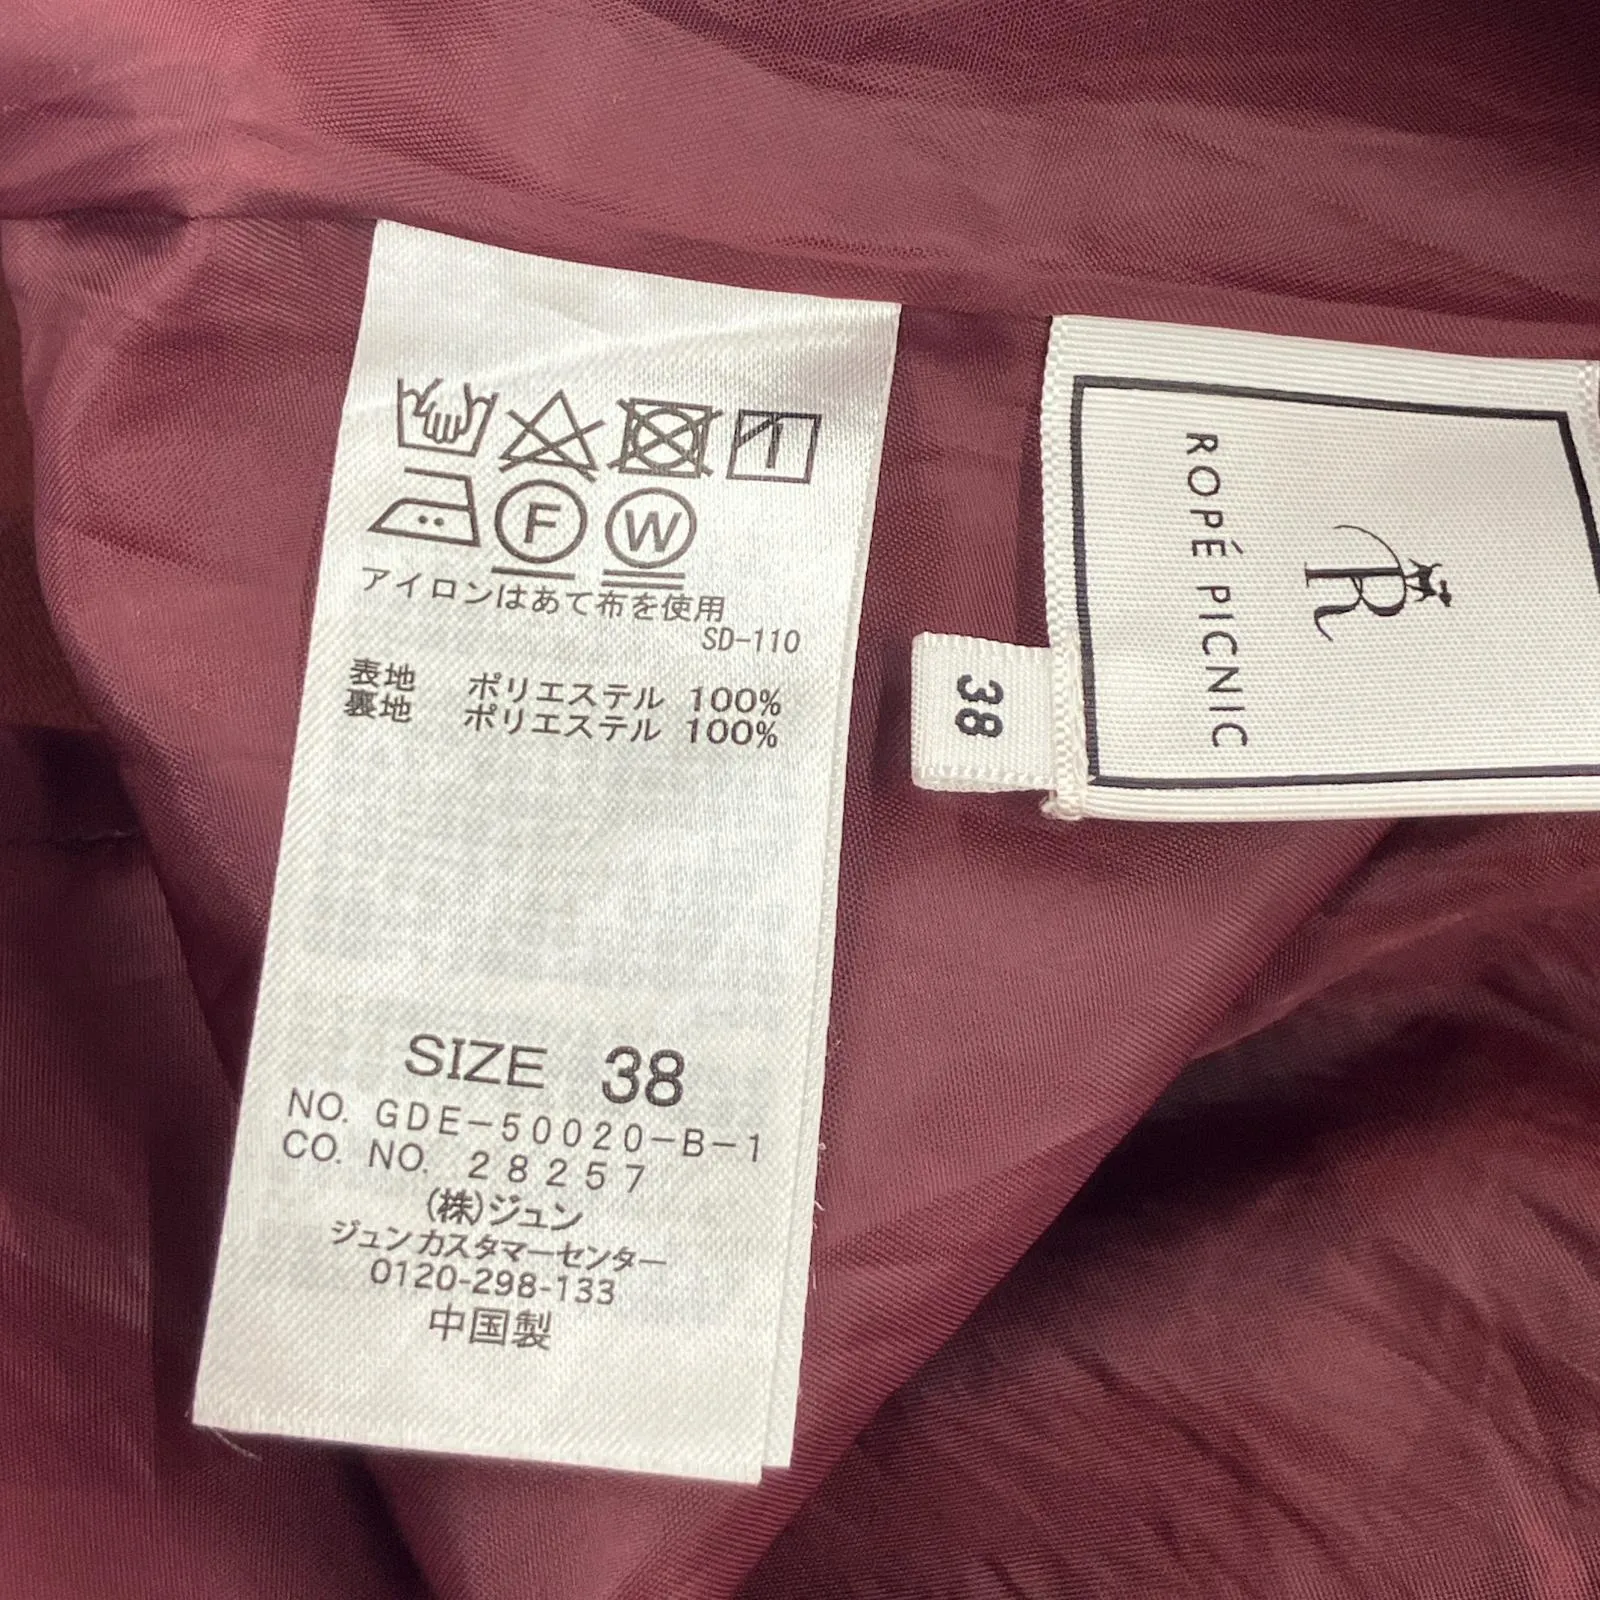 F W
アイロンはあて布を使用
SD-110
表地 ポリエステル 100%
裏地 ポリエステル 100%
SIZE 38
NO. GDE-50020-B-1
CO. NO. 28257
(株)ジュン
ジュンカスタマーセンター
0120-298-133
中国製
R
ROPÉ PICNIC
38